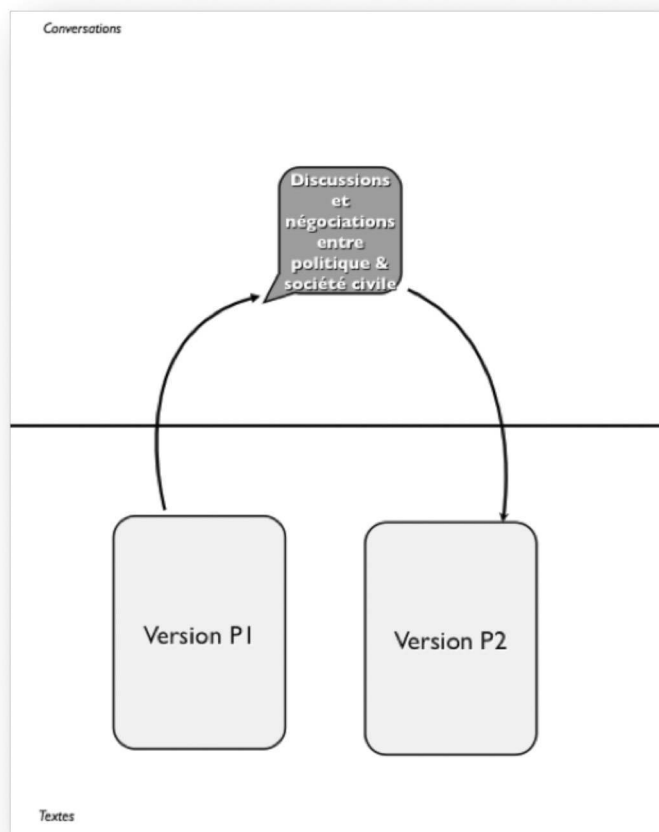 Conversations
Discussions
et
négociations
entre
politique &
société civile
Version P1
Version P2
Textes